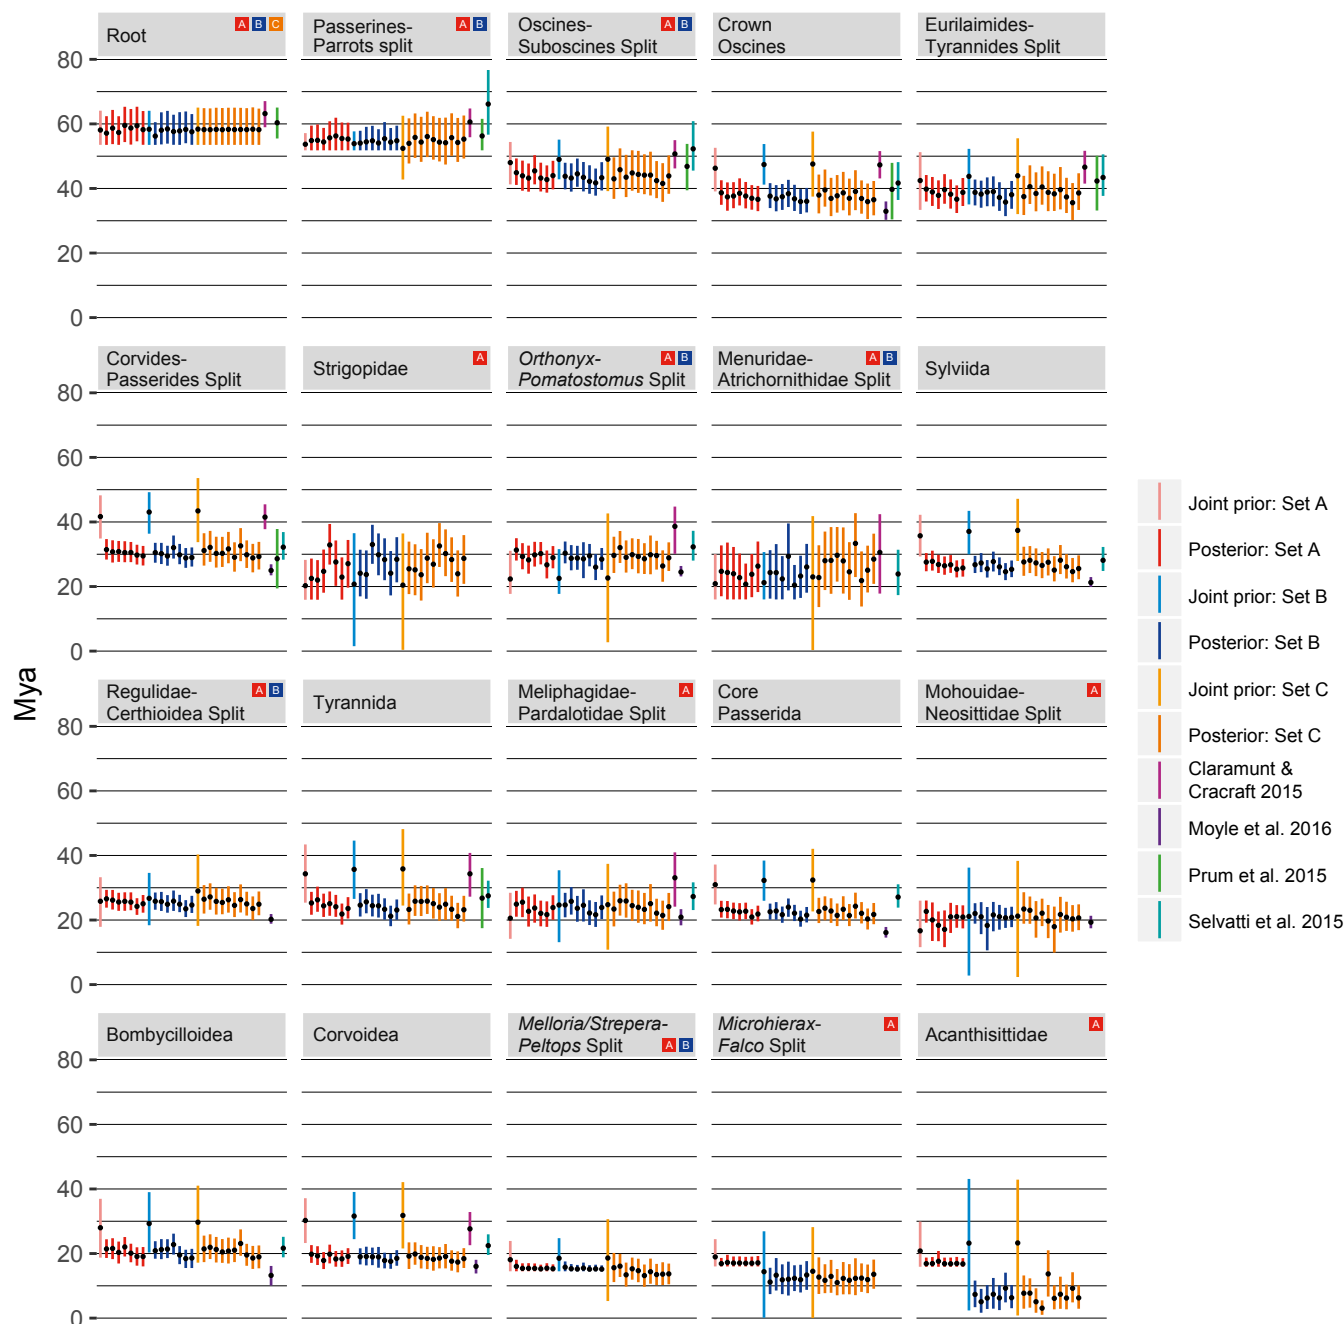 Root A B C
Passerines-
Parrots split A B
Oscines-
Suboscines Split A B
Crown
Oscines
Eurilaimides-
Tyrannides Split
80
60
40
20
0
Corvides-
Passerides Split
Strigopidae A
Orthonyx-
Pomatostomus Split A B
Menuridae-
Atrichornithidae Split A B
Sylviida
80
60
40
20
0
Regulidae-
Certhioidea Split A B
Tyrannida
Meliphagidae-
Pardalotidae Split A
Core
Passerida
Mohouidae-
Neosittidae Split A
80
60
40
20
0
Bombycilloidea
Corvoidea
Melloria/Strepera-
Peltops Split A B
Microhierax-
Falco Split A
Acanthisittidae A
80
60
40
20
0
Mya
Joint prior: Set A
Posterior: Set A
Joint prior: Set B
Posterior: Set B
Joint prior: Set C
Posterior: Set C
Claramunt &
Cracraft 2015
Moyle et al. 2016
Prum et al. 2015
Selvatti et al. 2015